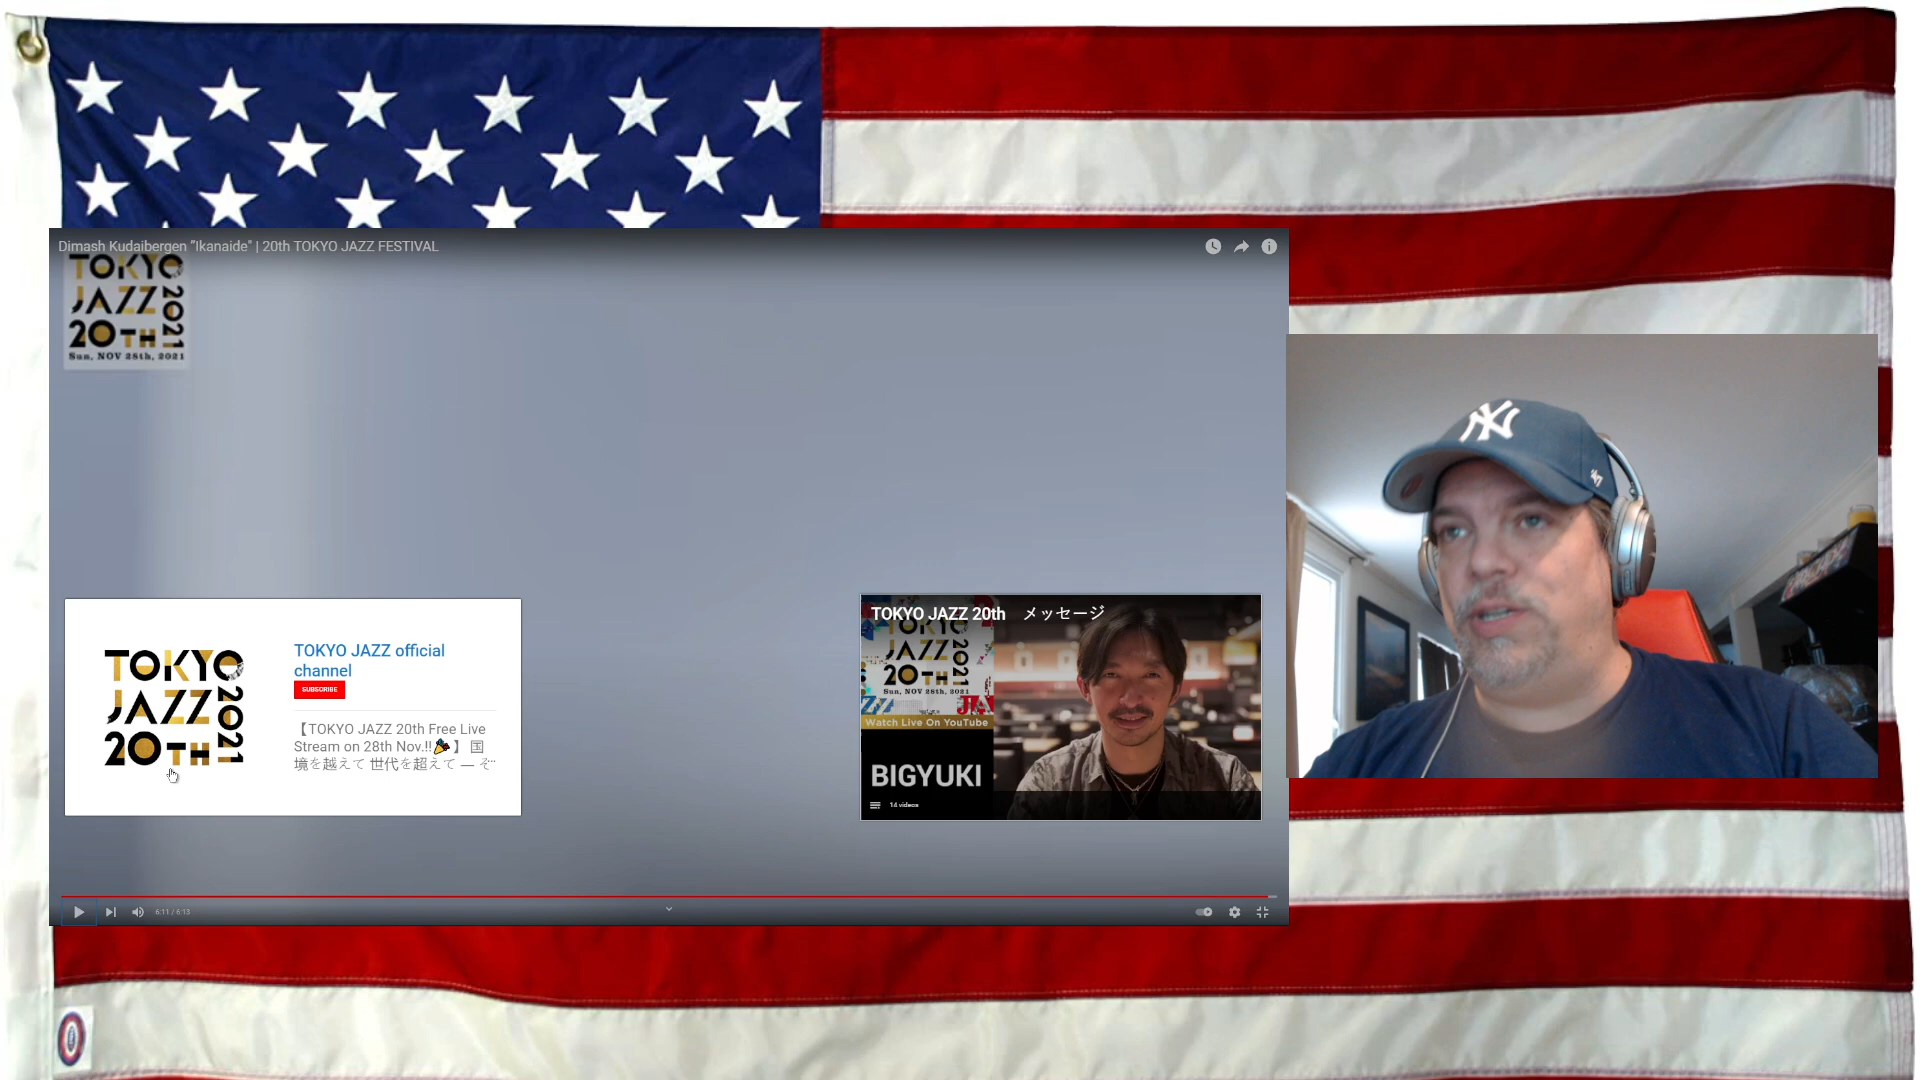 Dimash Kudaibergen "Ikanaide" | 20th TOKYO JAZZ FESTIVAL
TOKYO
JAZZ
20TH
2021
Sun, NOV 28th, 2021
NY
TOKYO
JAZZ
20TH
2021
TOKYO JAZZ official
channel
SUBSCRIBE
【TOKYO JAZZ 20th Free Live
Stream on 28th Nov.!!🎉】 国
境を越えて 世代を超えて — そ...
TOKYO JAZZ 20th メッセージ
TOKYO
JAZZ
20TH
2021
Sun, NOV 28th, 2021
ZZ
JA
Watch Live On YouTube
BIGYUKI
14 videos
6:11 / 6:13